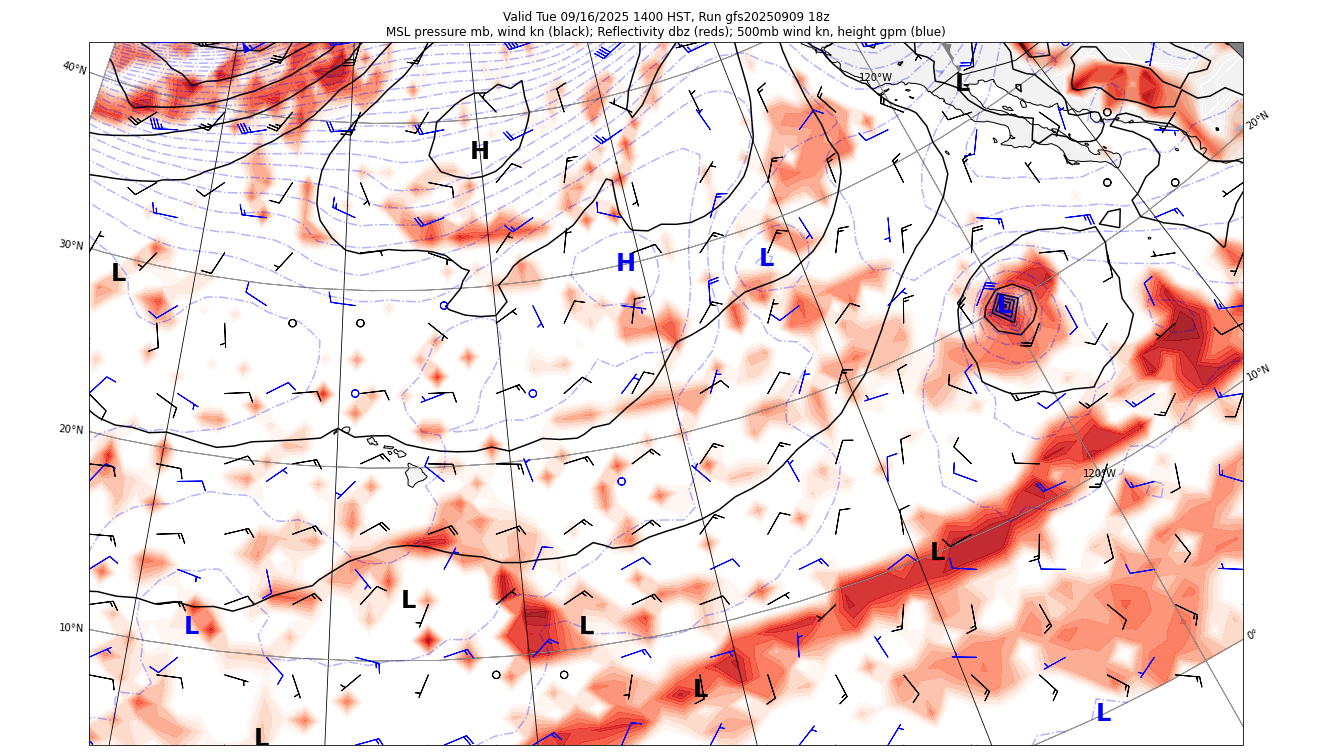 Valid Tue 09/16/2025 1400 HST, Run gfs20250909 18z
MSL pressure mb, wind kn (black); Reflectivity dbz (reds); 500mb wind kn, height gpm (blue)
40°N
120°W
L
20°N
H
30°N
L
H
L
L
10°N
20°N
120°W
L
L
10°N
L
L
0°
L
L
L